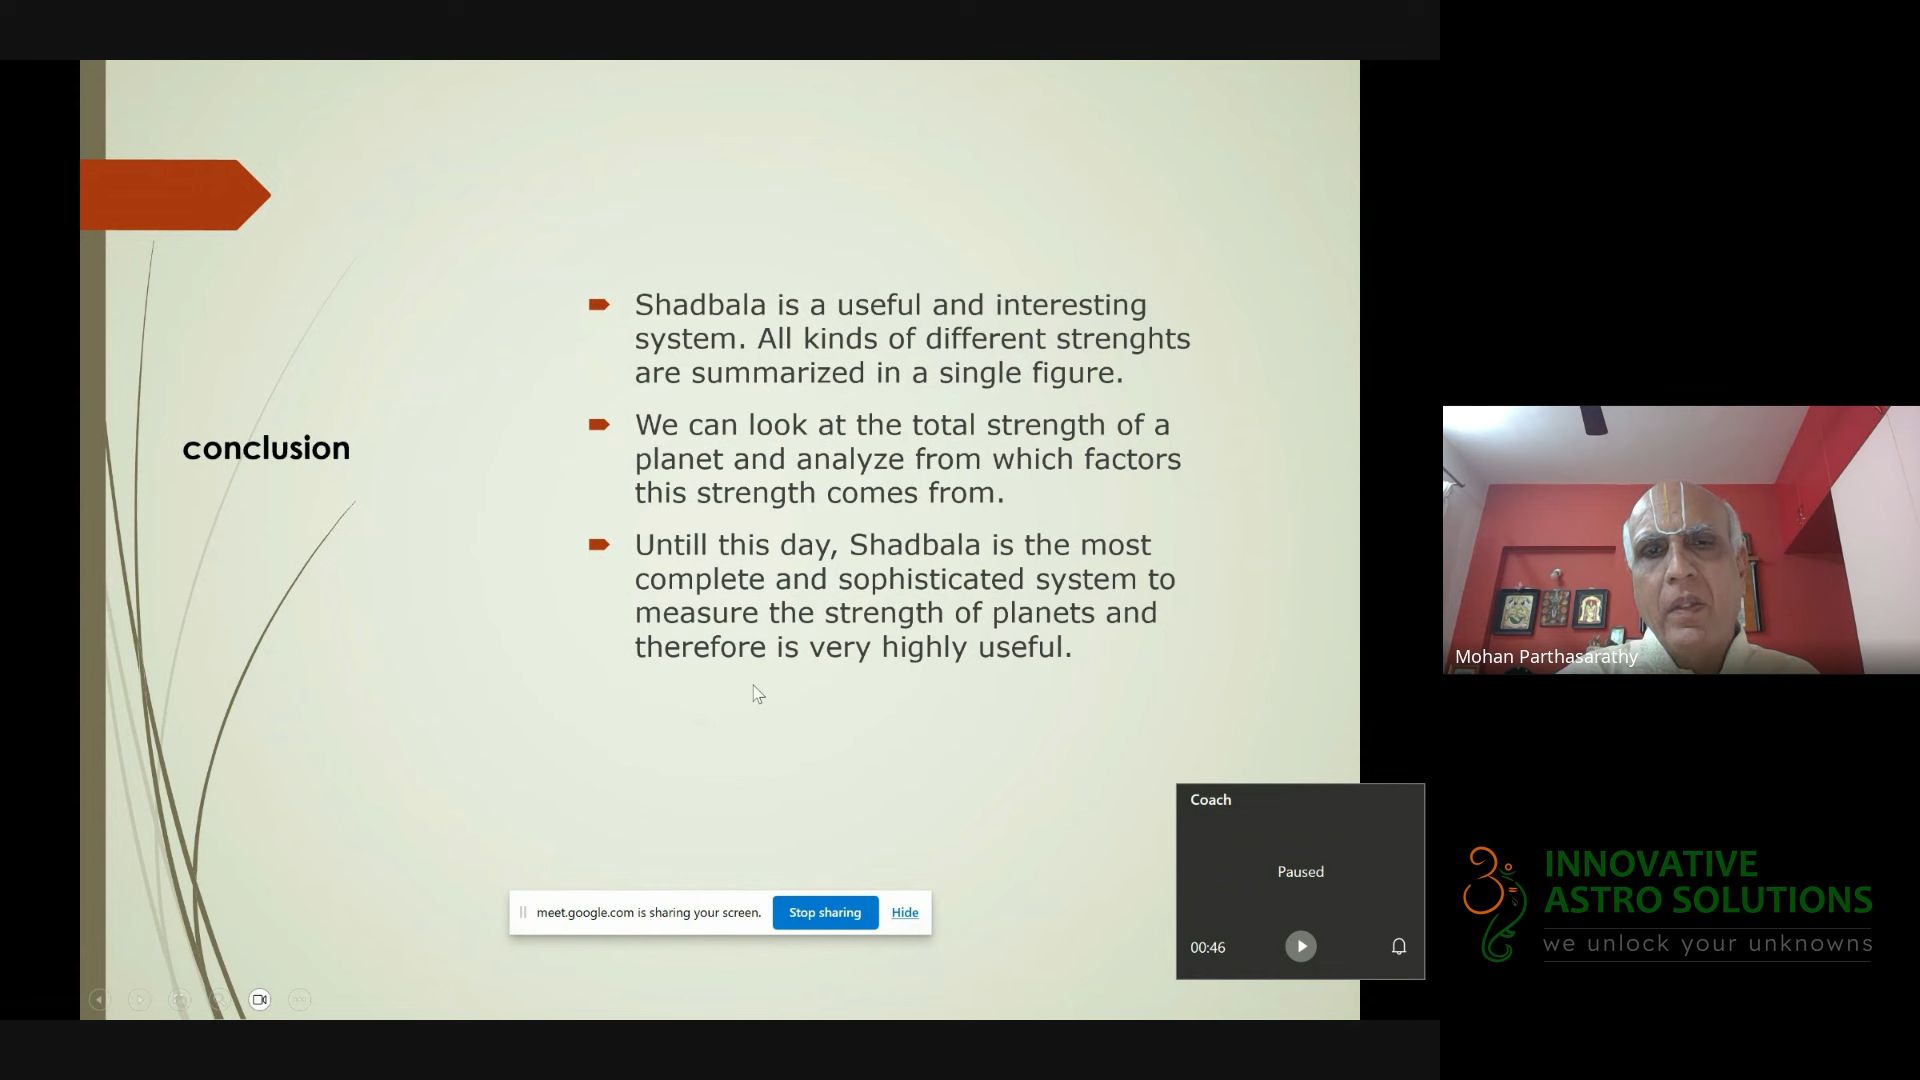 conclusion
Shadbala is a useful and interesting
system. All kinds of different strenghts
are summarized in a single figure.
We can look at the total strength of a
planet and analyze from which factors
this strength comes from.
Untill this day, Shadbala is the most
complete and sophisticated system to
measure the strength of planets and
therefore is very highly useful.
meet.google.com is sharing your screen.
Stop sharing
Hide
Coach
Paused
00:46
Mohan Parthasarathy
INNOVATIVE
ASTRO SOLUTIONS
we unlock your unknowns